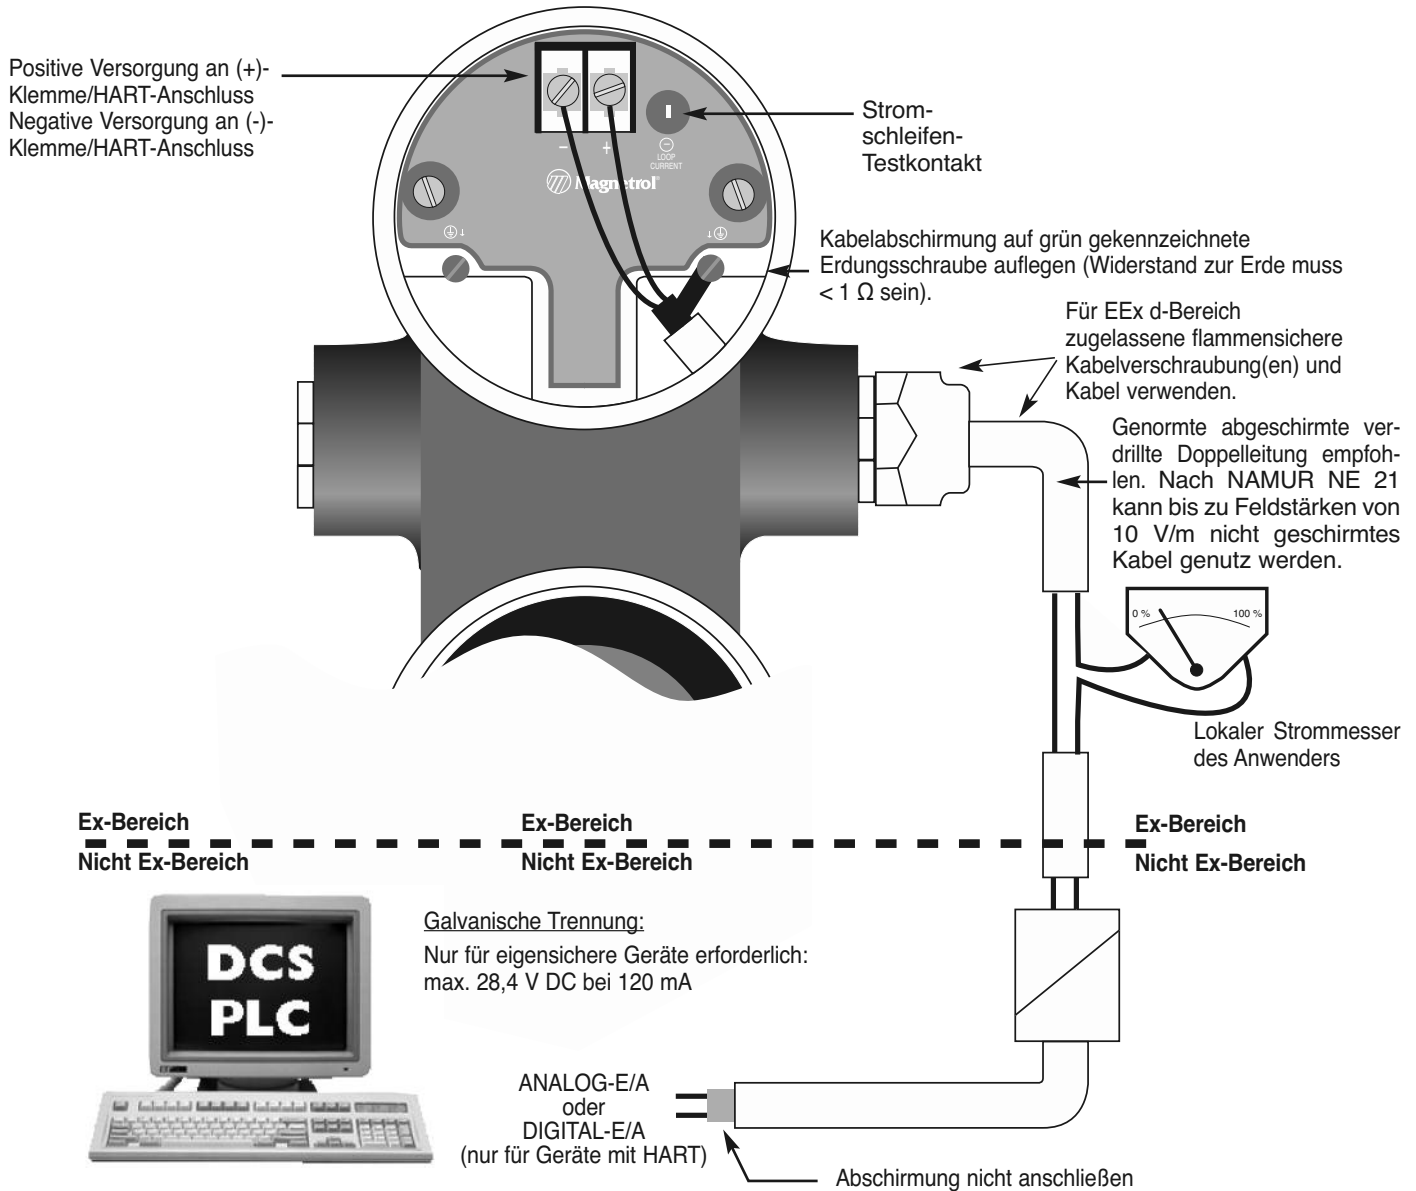 Positive Versorgung an (+)-
Klemme/HART-Anschluss
Negative Versorgung an (-)-
Klemme/HART-Anschluss
− +
LOOP
CURRENT
Magnetrol®
Strom-
schleifen-
Testkontakt
Kabelabschirmung auf grün gekennzeichnete
Erdungsschraube auflegen (Widerstand zur Erde muss
< 1 Ω sein).
Für EEx d-Bereich
zugelassene flammensichere
Kabelverschraubung(en) und
Kabel verwenden.
Genormte abgeschirmte ver-
drillte Doppelleitung empfoh-
len. Nach NAMUR NE 21
kann bis zu Feldstärken von
10 V/m nicht geschirmtes
Kabel genutz werden.
0 % 100 %
Lokaler Strommesser
des Anwenders
Ex-Bereich Ex-Bereich Ex-Bereich
Nicht Ex-Bereich Nicht Ex-Bereich Nicht Ex-Bereich
DCS
PLC
Galvanische Trennung:
Nur für eigensichere Geräte erforderlich:
max. 28,4 V DC bei 120 mA
ANALOG-E/A
oder
DIGITAL-E/A
(nur für Geräte mit HART)
Abschirmung nicht anschließen